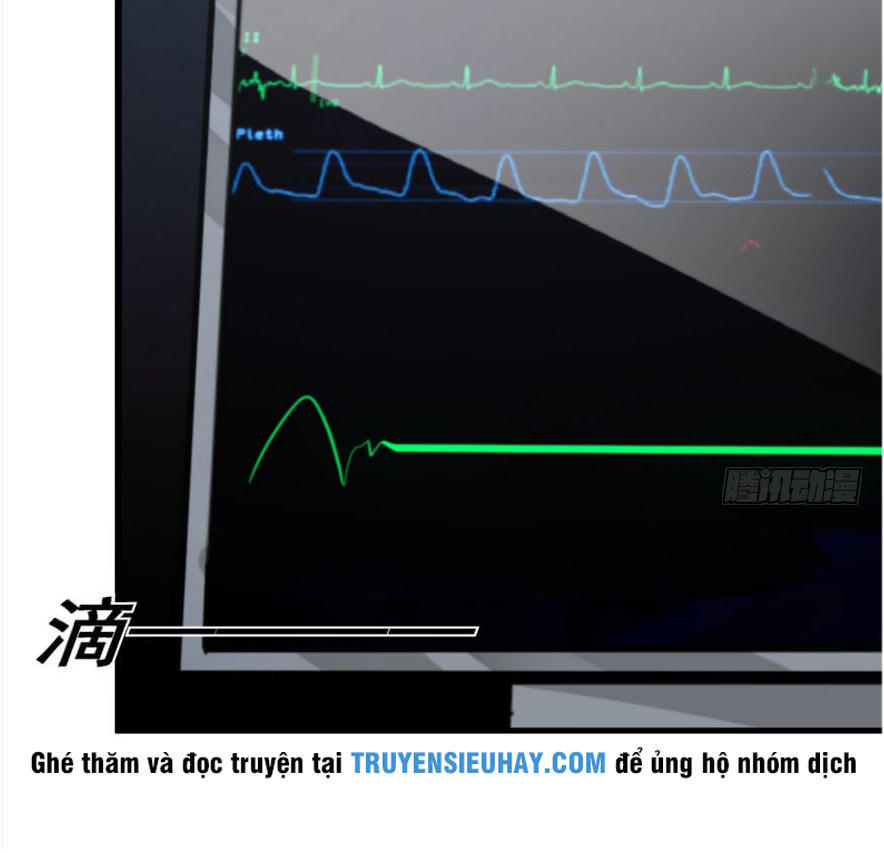 II
Pleth
腾讯动漫
滴——
Ghé thăm và đọc truyện tại TRUYENSIEUHAY.COM để ủng hộ nhóm dịch